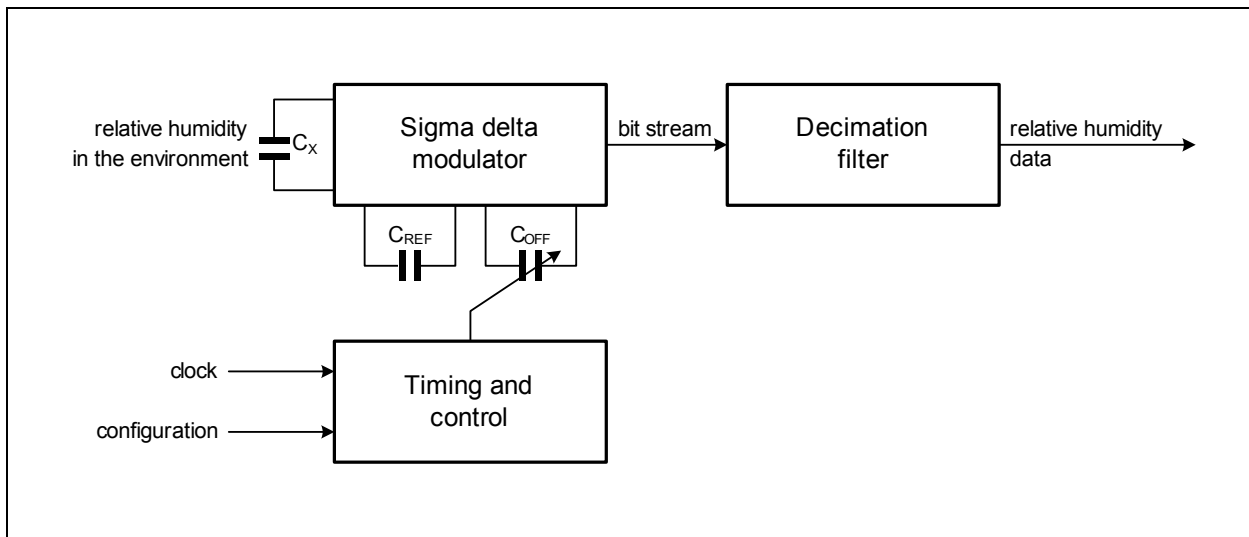 relative humidity
in the environment
CX
Sigma delta
modulator
bit stream
Decimation
filter
relative humidity
data
CREF
COFF
clock
configuration
Timing and
control